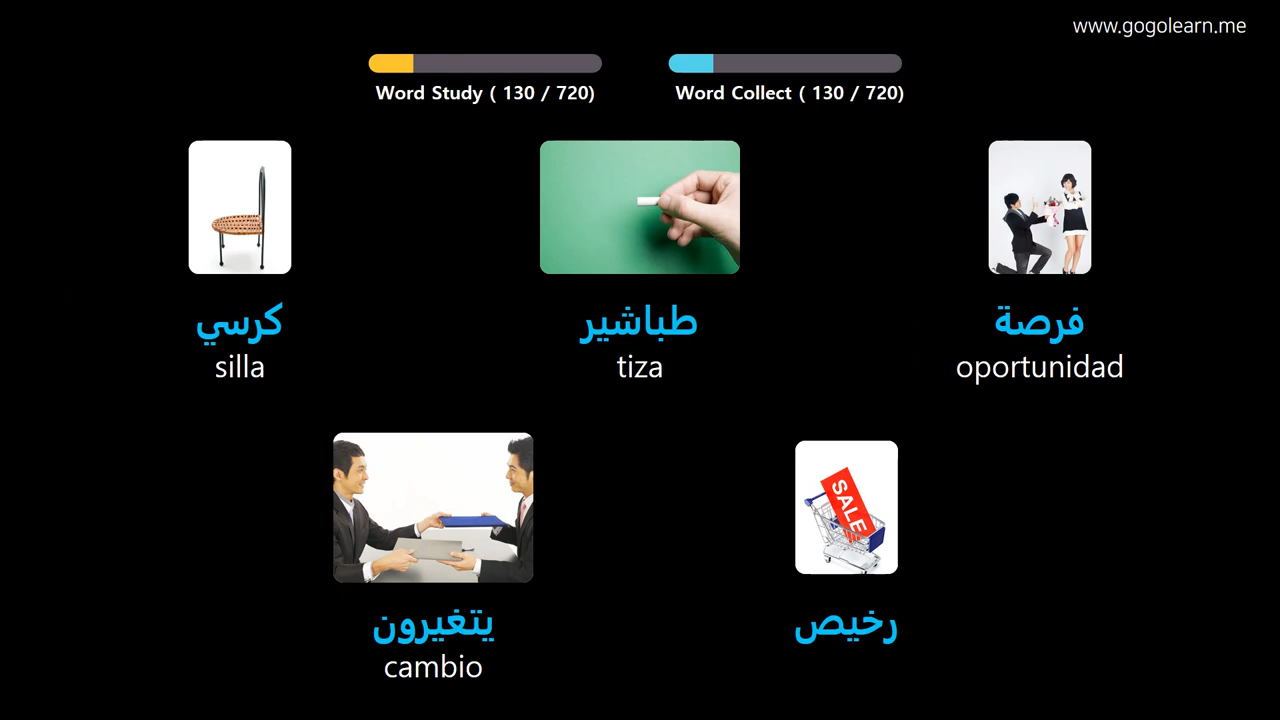 www.gogolearn.me
Word Study ( 130 / 720)
Word Collect ( 130 / 720)
كرسي
silla
طباشير
tiza
فرصة
oportunidad
يتغيرون
cambio
SALE
رخيص